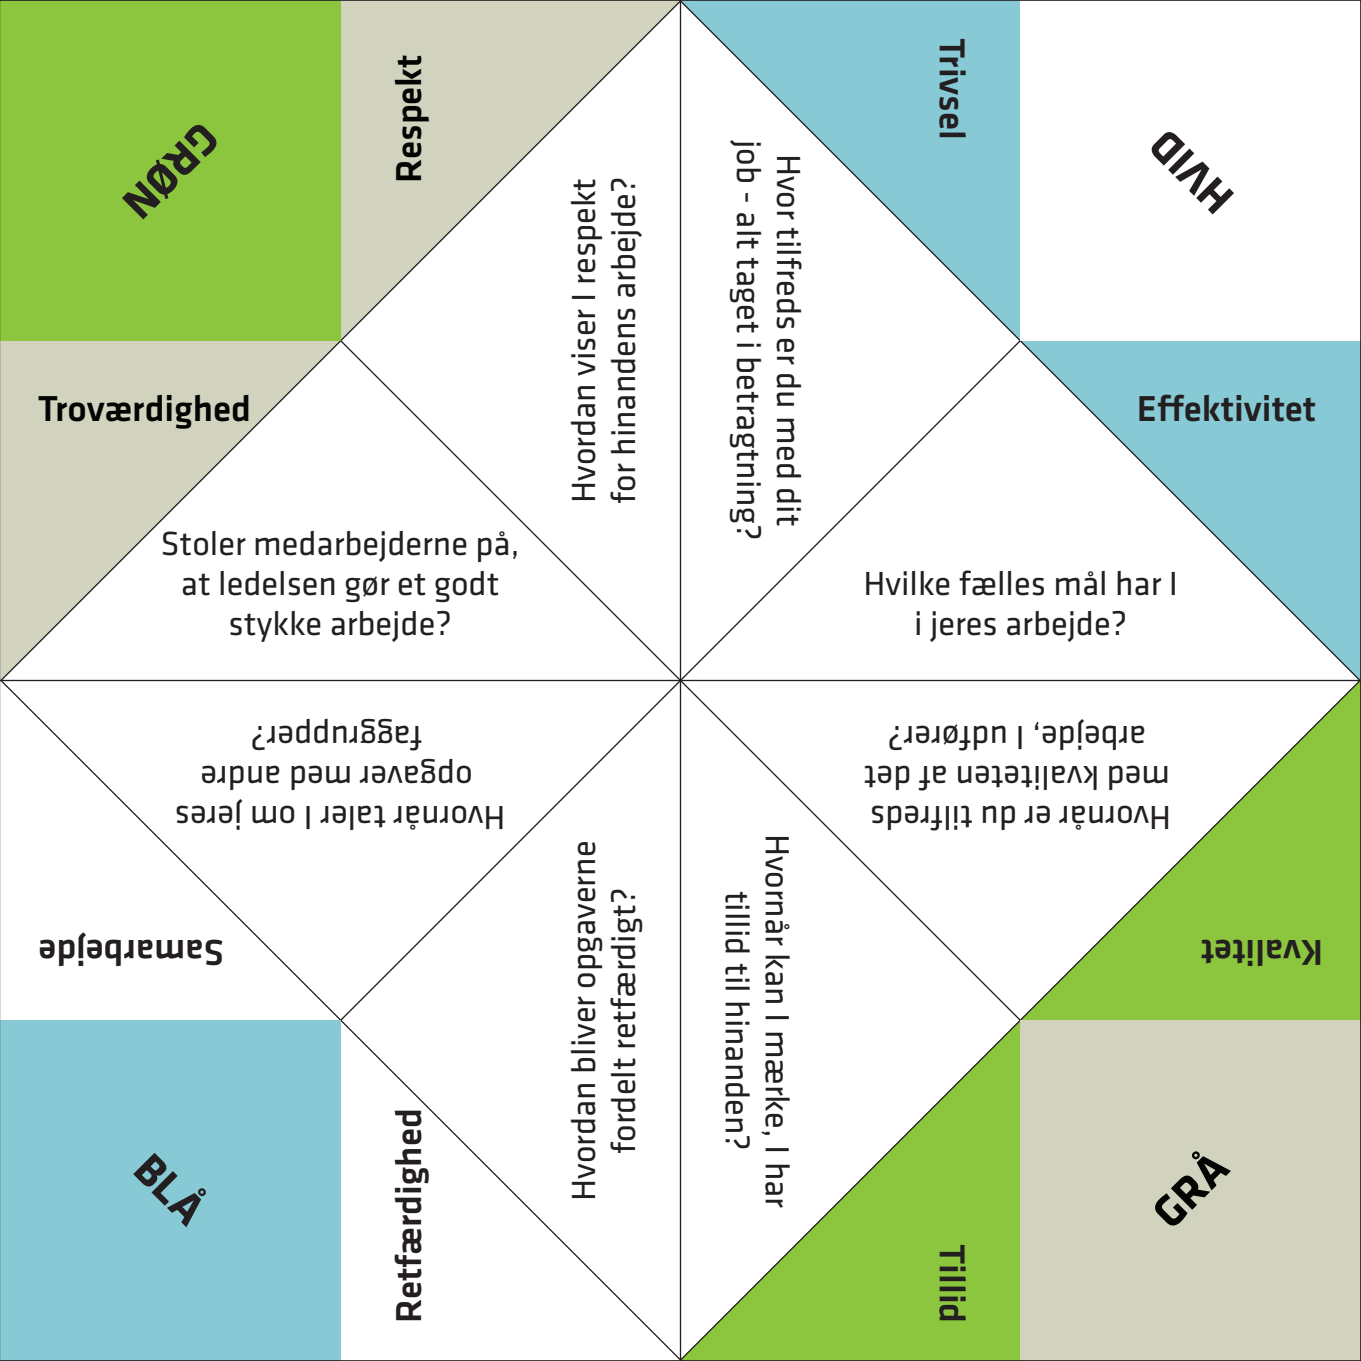 GRØN
Respekt
Trivsel
HVID
Troværdighed
Effektivitet
Hvordan viser I respekt
for hinandens arbejde?
Hvor tilfreds er du med dit
job - alt taget i betragtning?
Stoler medarbejderne på,
at ledelsen gør et godt
stykke arbejde?
Hvilke fælles mål har I
i jeres arbejde?
Hvornår taler I om jeres
opgaver med andre
faggrupper?
Hvornår er du tilfreds
med kvaliteten af det
arbejde, I udfører?
Samarbejde
Hvordan bliver opgaverne
fordelt retfærdigt?
Hvornår kan I mærke, I har
tillid til hinanden?
Kvalitet
BLÅ
Retfærdighed
Tillid
GRÅ